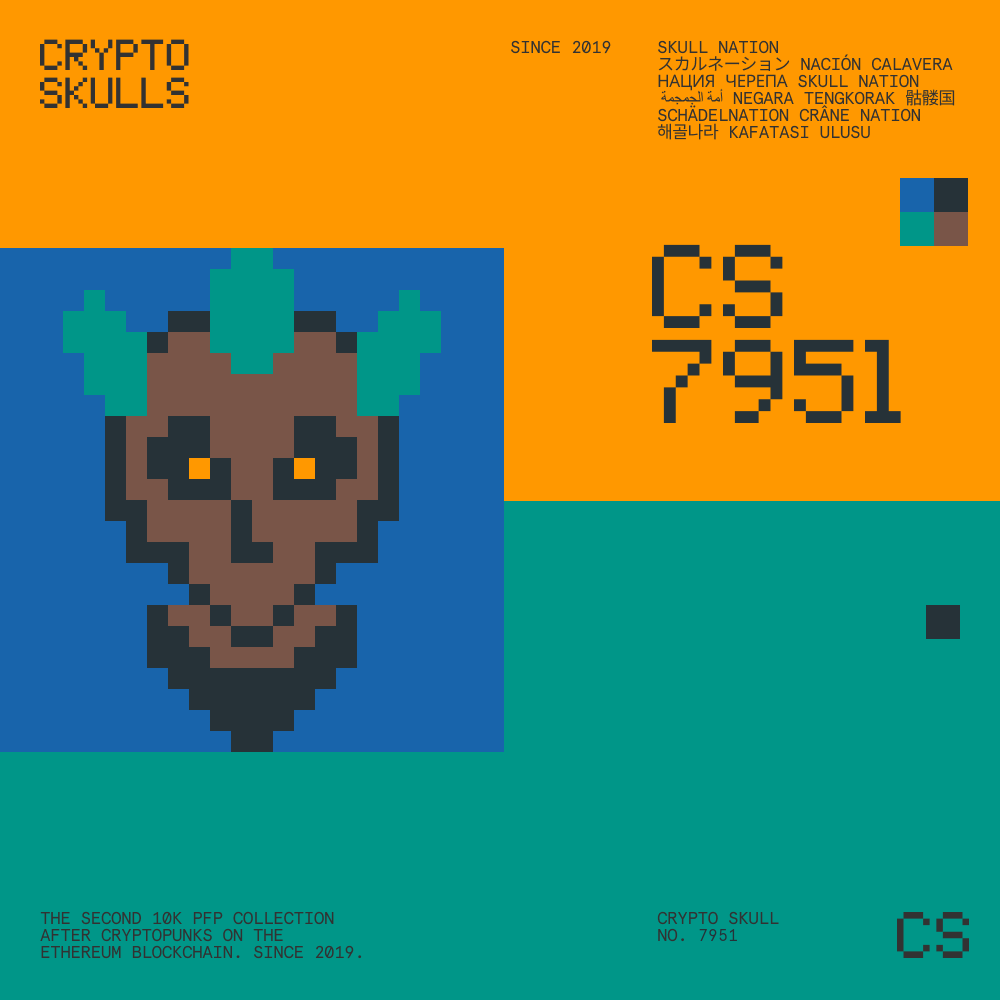 CRYPTO
SKULLS
SINCE 2019
SKULL NATION
スカルネーション NACIÓN CALAVERA
НАЦИЯ ЧЕРЕПА SKULL NATION
أمة الجمجمة NEGARA TENGKORAK 骷髅国
SCHÄDELNATION CRÂNE NATION
해골나라 KAFATASI ULUSU
CS
7951
THE SECOND 10K PFP COLLECTION
AFTER CRYPTOPUNKS ON THE
ETHEREUM BLOCKCHAIN. SINCE 2019.
CRYPTO SKULL
NO. 7951
CS